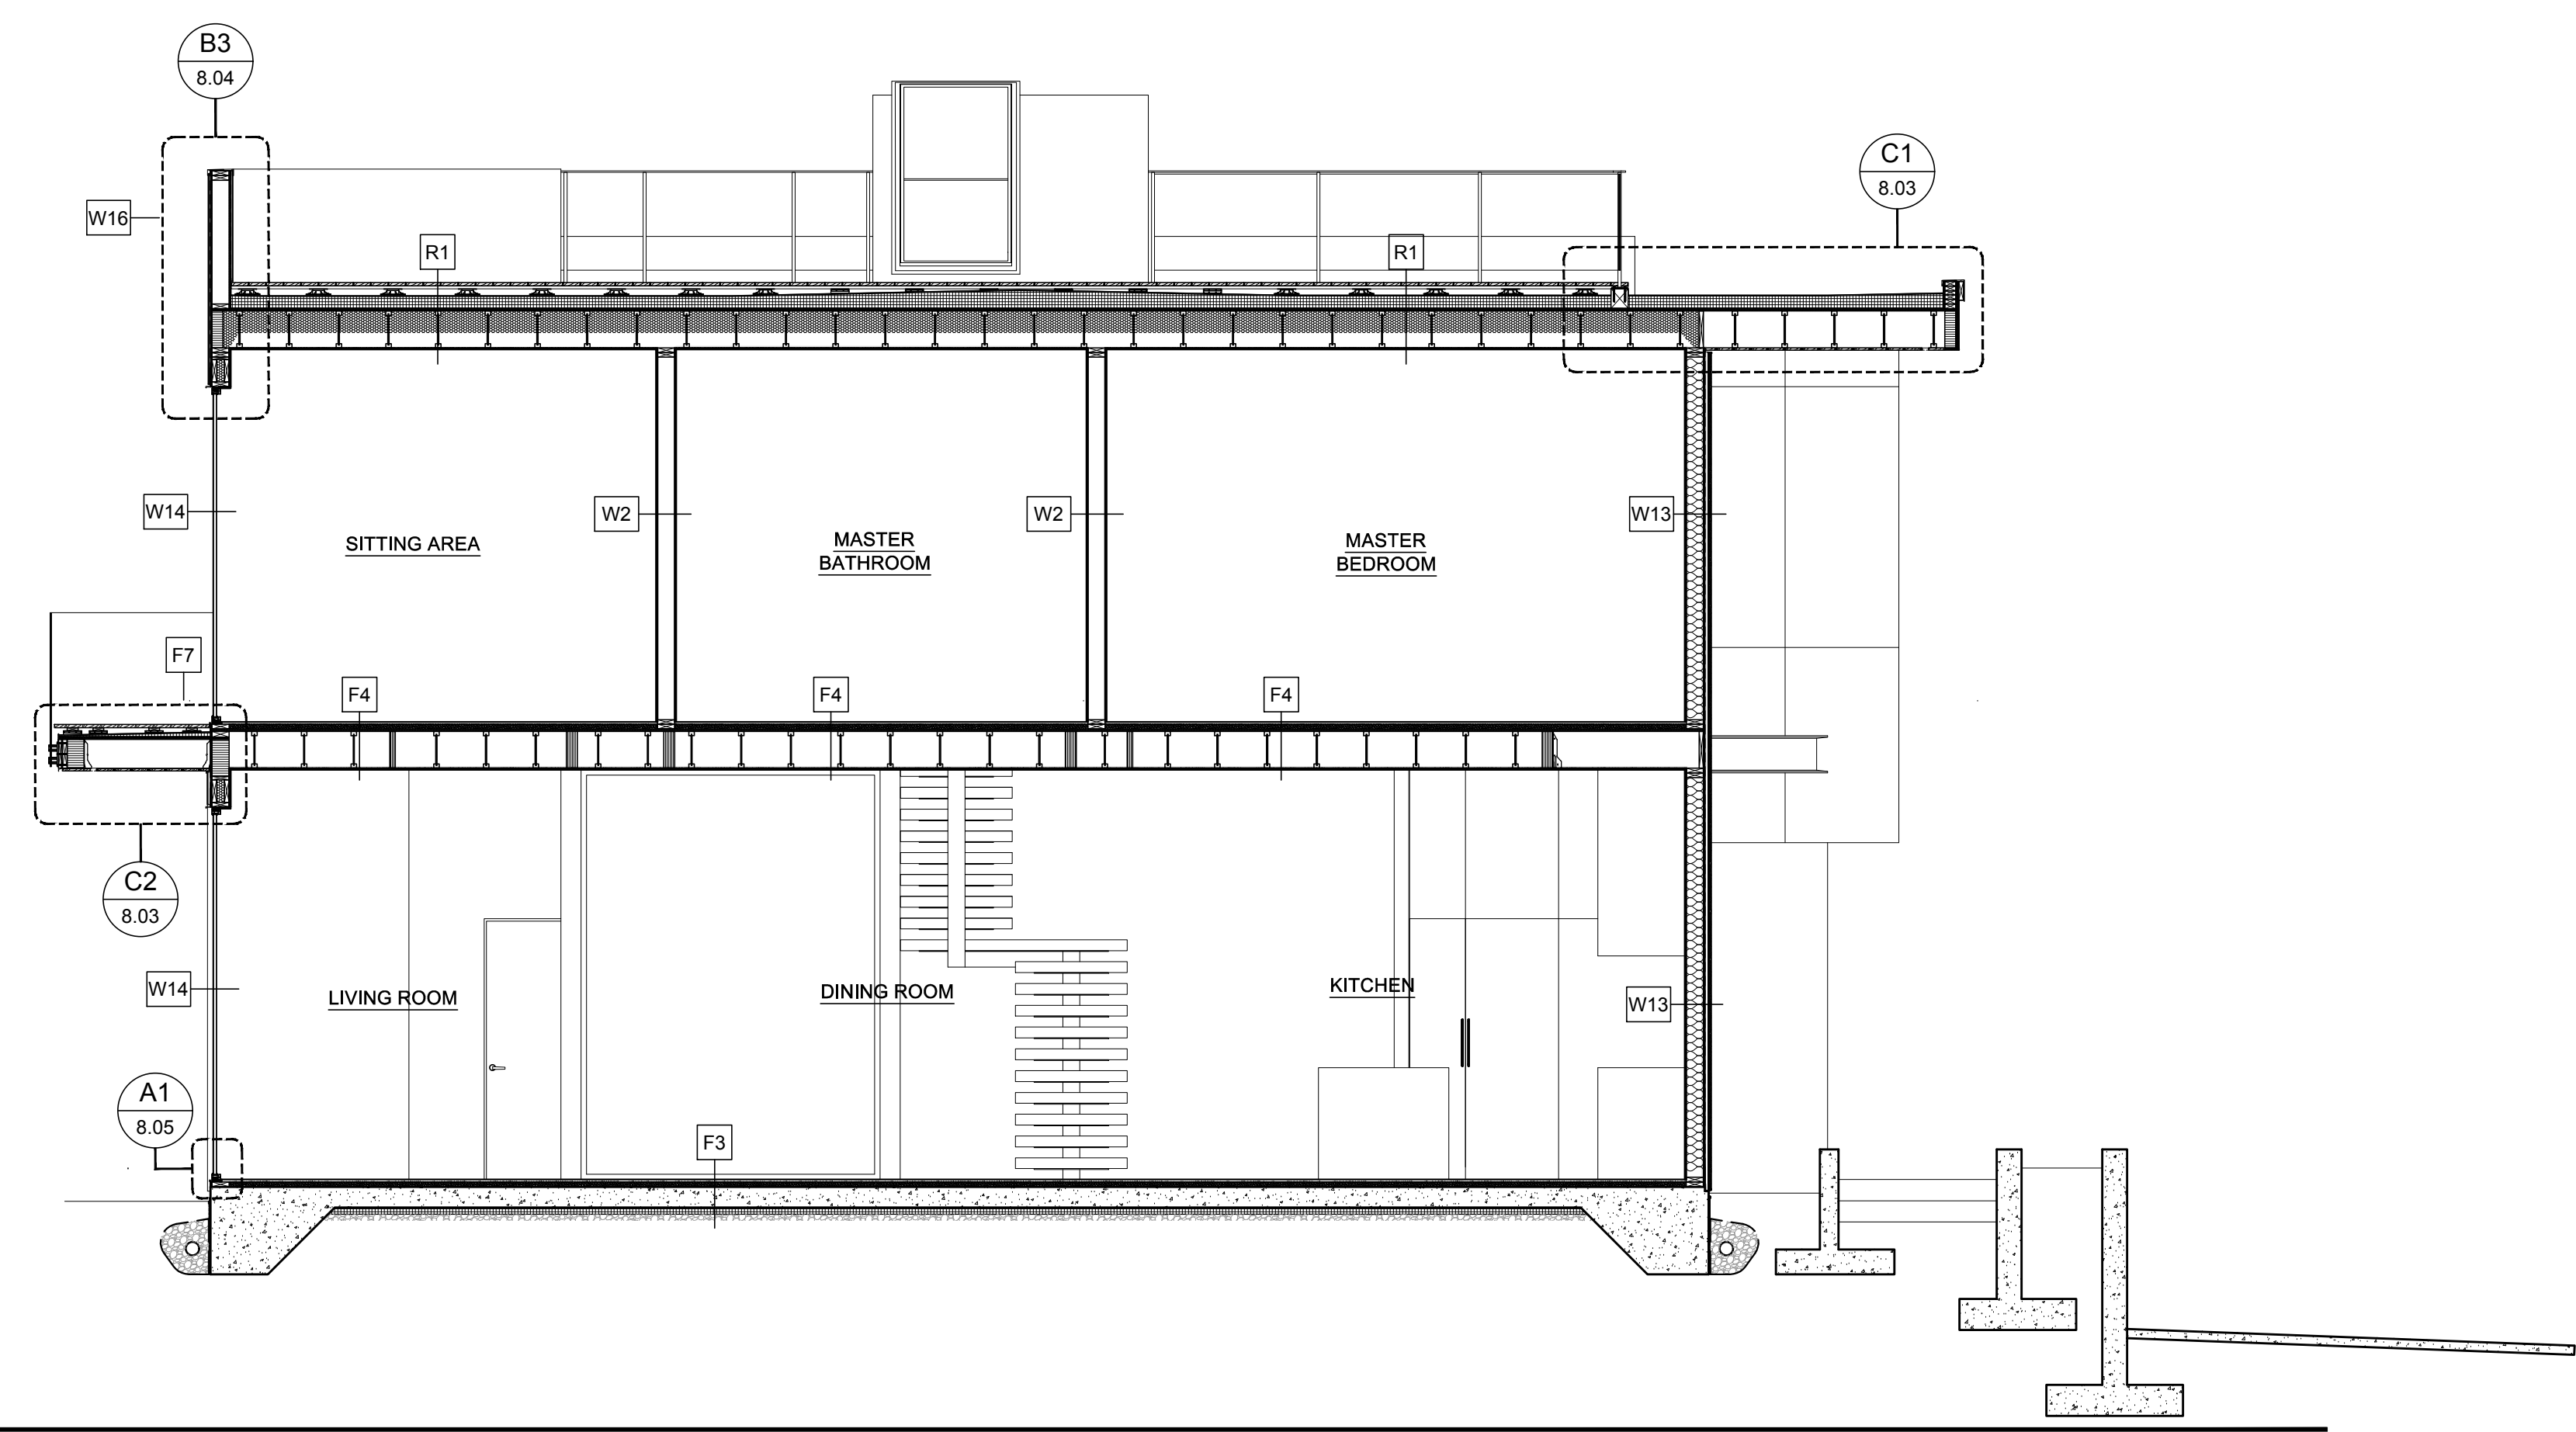 B3
8.04
C1
8.03
W16
R1
R1
W14
W2
W2
W13
SITTING AREA
MASTER
BATHROOM
MASTER
BEDROOM
F7
F4
F4
F4
C2
8.03
W14
LIVING ROOM
DINING ROOM
KITCHEN
W13
A1
8.05
F3